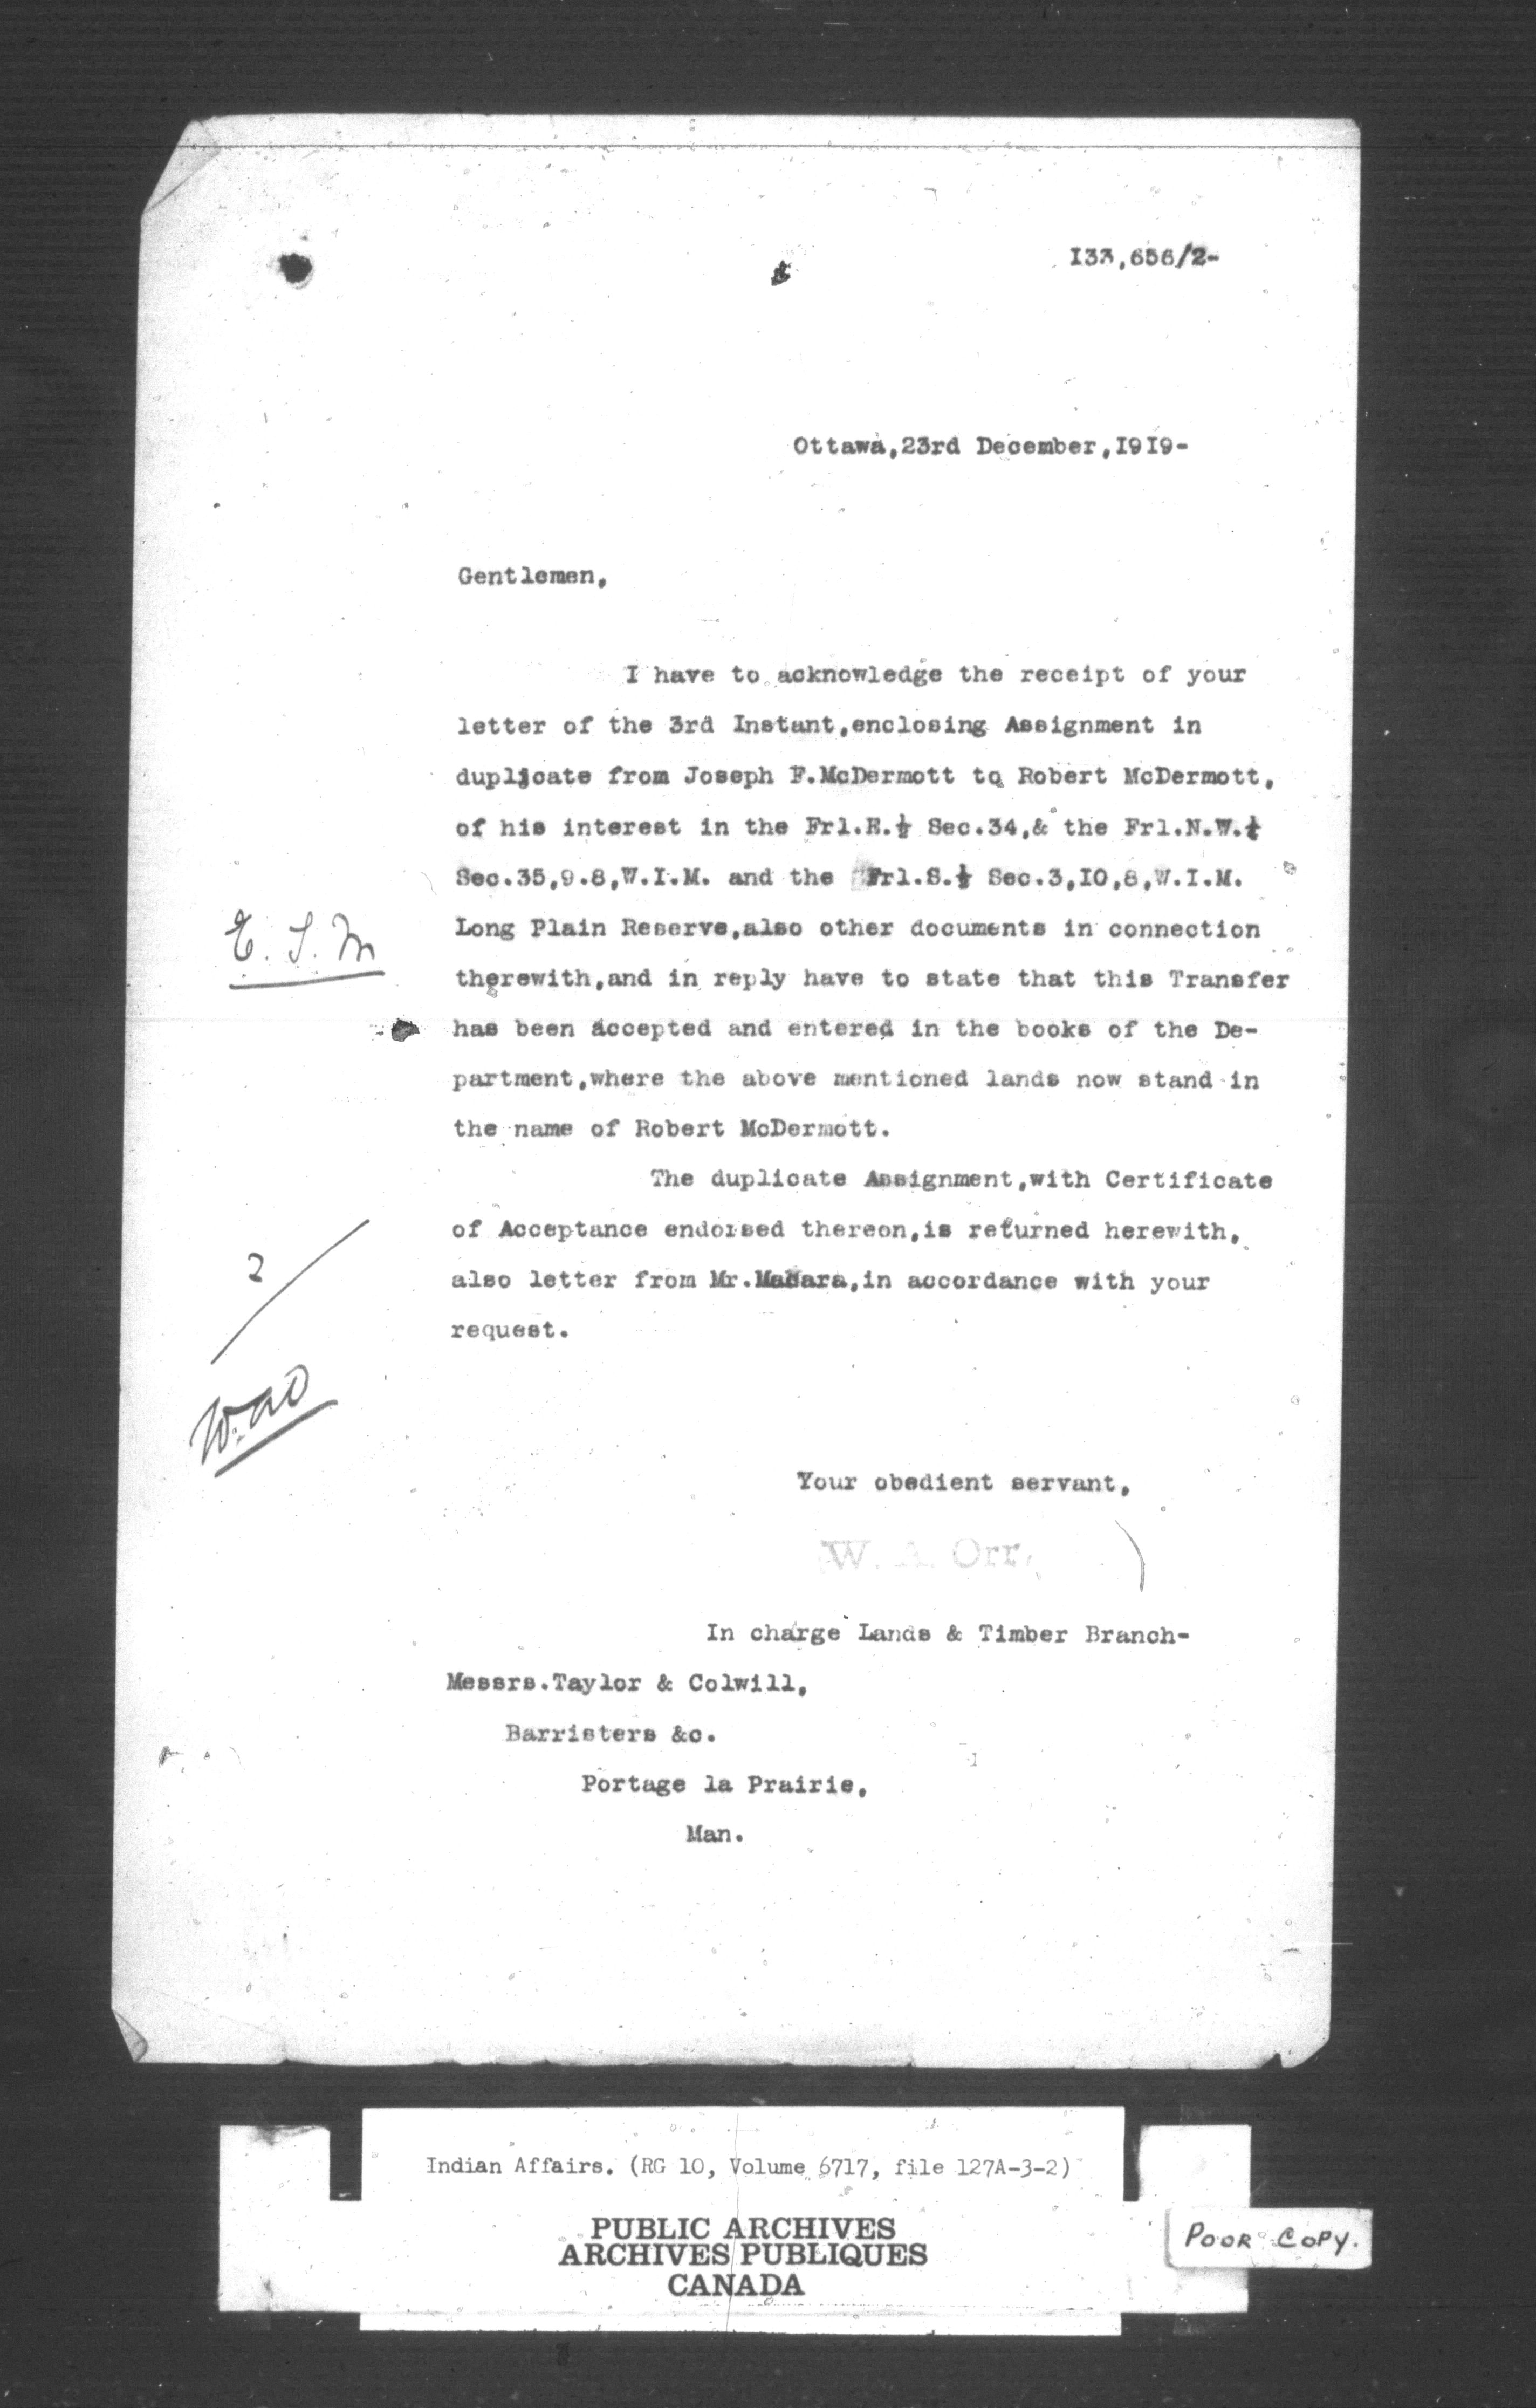 I33,656/2-
Ottawa,23rd December,I9I9-
Gentlemen,
I have to acknowledge the receipt of your
letter of the 3rd Instant,enclosing Assignment in
duplicate from Joseph F.McDermott to Robert McDermott,
of his interest in the Frl.E.½ Sec.34,& the Frl.N.W.¼
Sec.35,9.8,W.I.M. and the Frl.S.½ Sec.3,IO,8,W.I.M.
Long Plain Reserve,also other documents in connection
E. S. M
therewith,and in reply have to state that this Transfer
has been accepted and entered in the books of the De-
partment,where the above mentioned lands now stand in
the name of Robert McDermott.
The duplicate Assignment,with Certificate
of Acceptance endorsed thereon,is returned herewith,
2/
also letter from Mr. in accordance with your
request.
W.A.O
Your obedient servant,
W. A. Orr,
In charge Lands & Timber Branch-
Messrs.Taylor & Colwill,
Barristers &c.
Portage la Prairie,
Man.
Indian Affairs. (RG 10, Volume 6717, file 127A-3-2)
PUBLIC ARCHIVES
ARCHIVES PUBLIQUES
CANADA
POOR COPY.